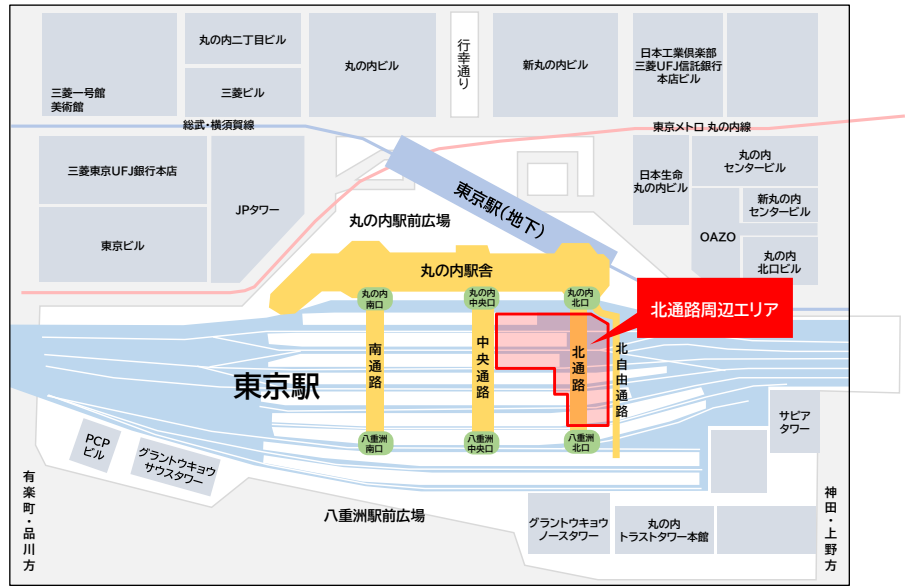 丸の内二丁目ビル
三菱一号館
美術館
三菱ビル
丸の内ビル
行幸通り
新丸の内ビル
日本工業倶楽部
三菱UFJ信託銀行
本店ビル
総武・横須賀線
東京メトロ 丸の内線
三菱東京UFJ銀行本店
JPタワー
東京ビル
日本生命
丸の内ビル
丸の内
センタービル
新丸の内
センタービル
OAZO
丸の内
北口ビル
東京駅(地下)
丸の内駅前広場
丸の内駅舎
丸の内
南口
丸の内
中央口
丸の内
北口
北通路周辺エリア
南通路
中央通路
北通路
北自由通路
東京駅
八重洲
南口
八重洲
中央口
八重洲
北口
サピア
タワー
PCP
ビル
グラントウキョウ
サウスタワー
八重洲駅前広場
グラントウキョウ
ノースタワー
丸の内
トラストタワー本館
有楽町・品川方
神田・上野方